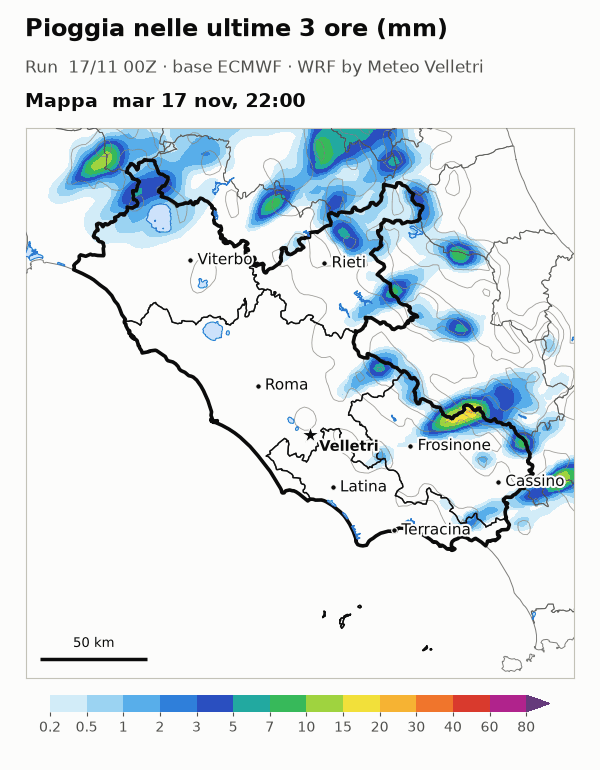 Pioggia nelle ultime 3 ore (mm)
Run  17/11 00Z · base ECMWF · WRF by Meteo Velletri
Mappa  mar 17 nov, 22:00
Viterbo
Rieti
Roma
Velletri
Frosinone
Latina
Cassino
Terracina
50 km
0.2 0.5 1 2 3 5 7 10 15 20 30 40 60 80